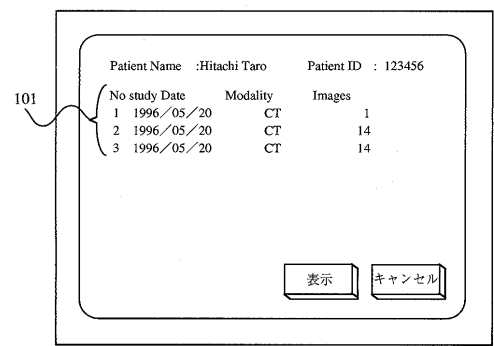 Patient Name :Hitachi Taro Patient ID : 123456
No study Date Modality Images
101
1 1996/05/20 CT 1
2 1996/05/20 CT 14
3 1996/05/20 CT 14
表示 キャンセル